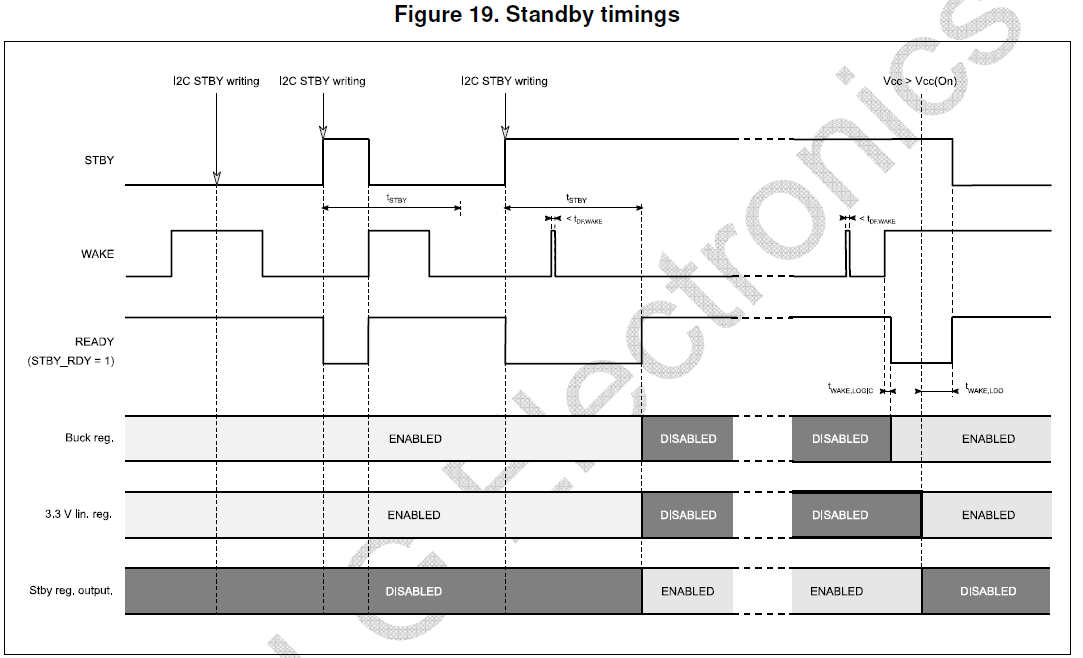 Figure 19. Standby timings
I2C STBY writing I2C STBY writing I2C STBY writing Vcc > Vcc(On)
STBY
tSTBY tSTBY
< tDF,WAKE < tDF,WAKE
WAKE
READY
(STBY_RDY = 1)
tWAKE,LOGIC tWAKE,LDO
Buck reg. ENABLED DISABLED DISABLED ENABLED
3.3 V lin. reg. ENABLED DISABLED DISABLED ENABLED
Stby reg. output. DISABLED ENABLED ENABLED DISABLED
G Electronics